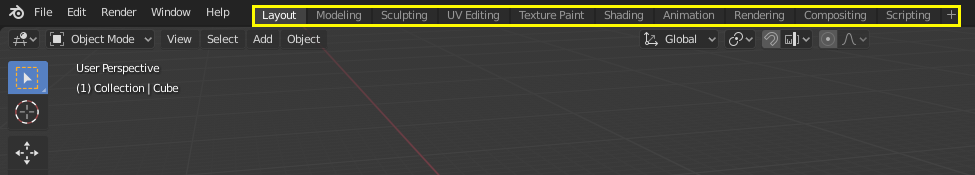 File Edit Render Window Help Layout Modeling Sculpting UV Editing Texture Paint Shading Animation Rendering Compositing Scripting +
Object Mode View Select Add Object Global
User Perspective
(1) Collection | Cube